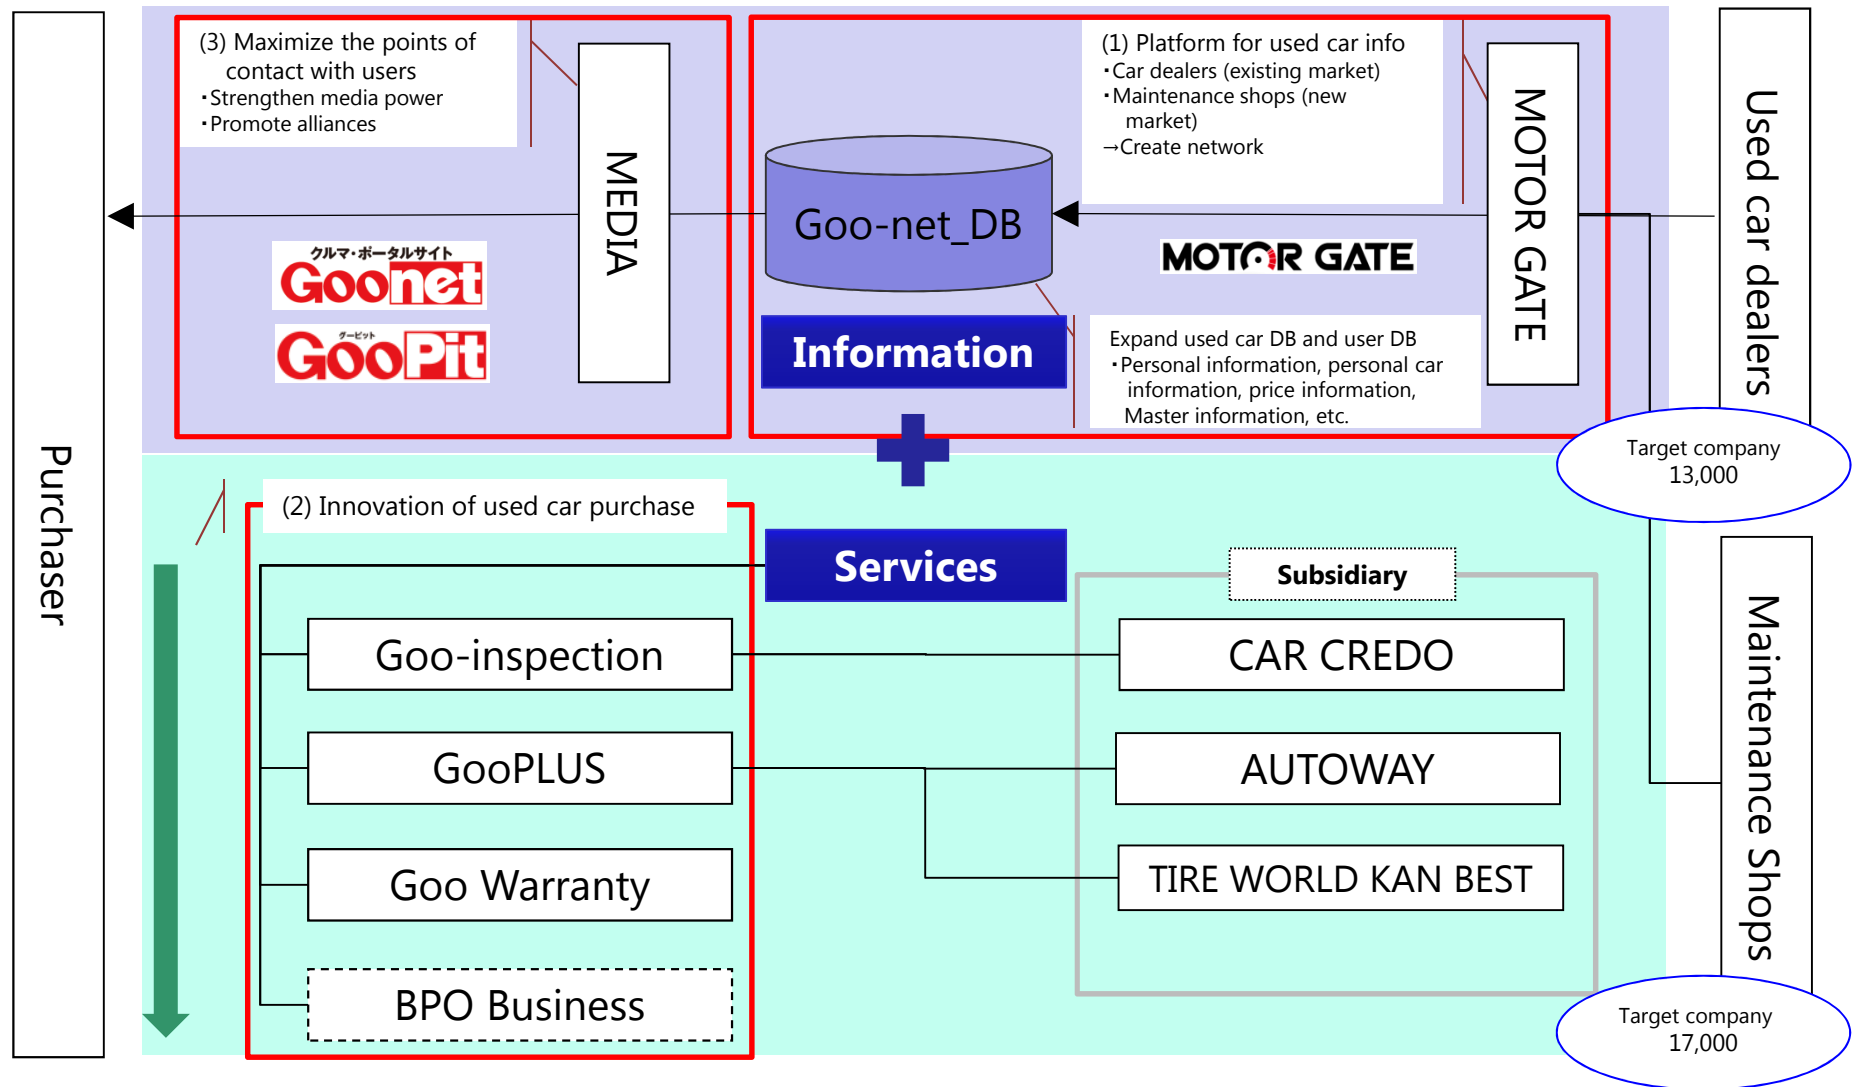 Purchaser
(3) Maximize the points of
contact with users
・Strengthen media power
・Promote alliances
MEDIA
クルマ・ポータルサイト
Goonet
グーピット
GooPit
(1) Platform for used car info
・Car dealers (existing market)
・Maintenance shops (new
market)
→Create network
Goo-net_DB
MOTOR GATE
MOTOR GATE
Information
Expand used car DB and user DB
・Personal information, personal car
information, price information,
Master information, etc.
Used car dealers
Target company
13,000
(2) Innovation of used car purchase
Services
Subsidiary
Goo-inspection
CAR CREDO
GooPLUS
AUTOWAY
Goo Warranty
TIRE WORLD KAN BEST
BPO Business
Maintenance Shops
Target company
17,000